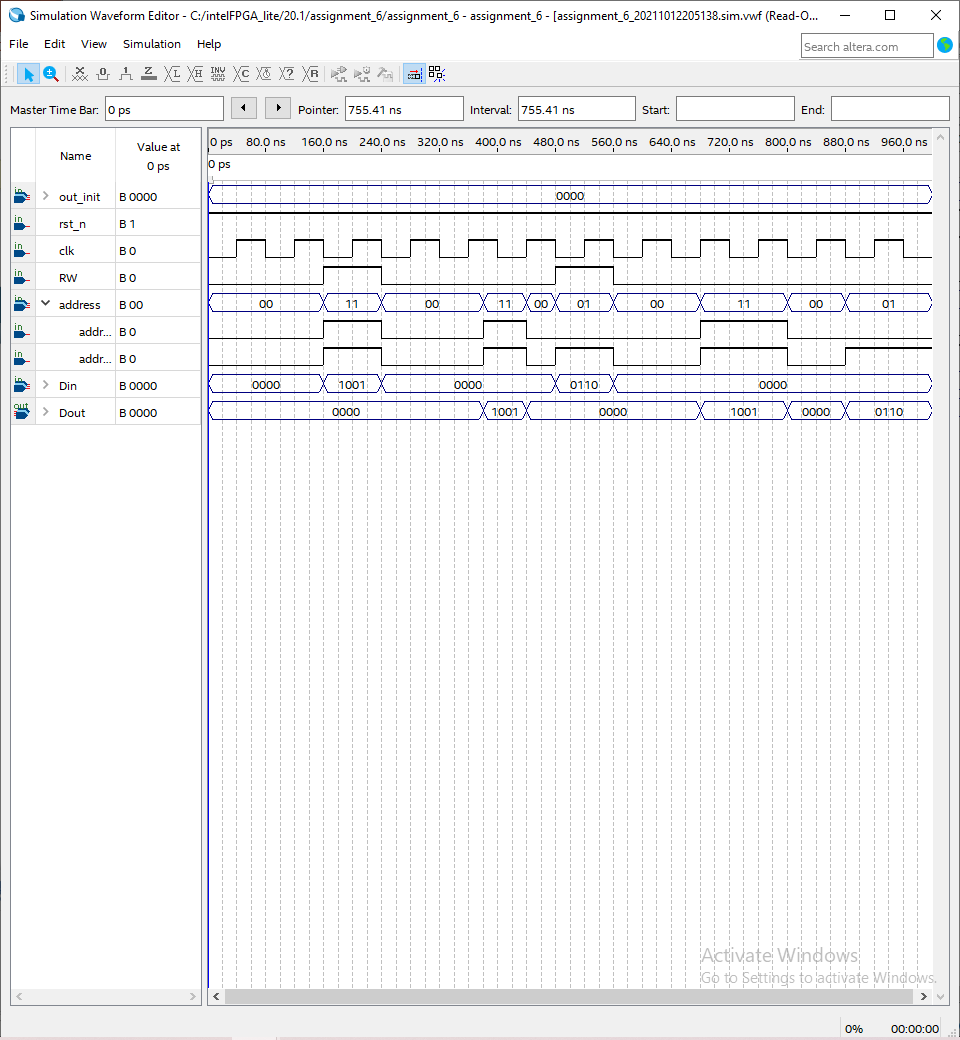 Simulation Waveform Editor - C:/intelFPGA_lite/20.1/assignment_6/assignment_6 - assignment_6 - [assignment_6_20211012205138.sim.vwf (Read-O...
File Edit View Simulation Help
Search altera.com
Master Time Bar: 0 ps Pointer: 755.41 ns Interval: 755.41 ns Start: End:
Name Value at 0 ps
0 ps 80.0 ns 160.0 ns 240.0 ns 320.0 ns 400.0 ns 480.0 ns 560.0 ns 640.0 ns 720.0 ns 800.0 ns 880.0 ns 960.0 ns
0 ps
out_init B 0000 0000
rst_n B 1
clk B 0
RW B 0
address B 00 00 11 00 11 00 01 00 11 00 01
addr... B 0
addr... B 0
Din B 0000 0000 1001 0000 0110 0000
Dout B 0000 0000 1001 0000 1001 0000 0110
Activate Windows
Go to Settings to activate Windows.
0% 00:00:00